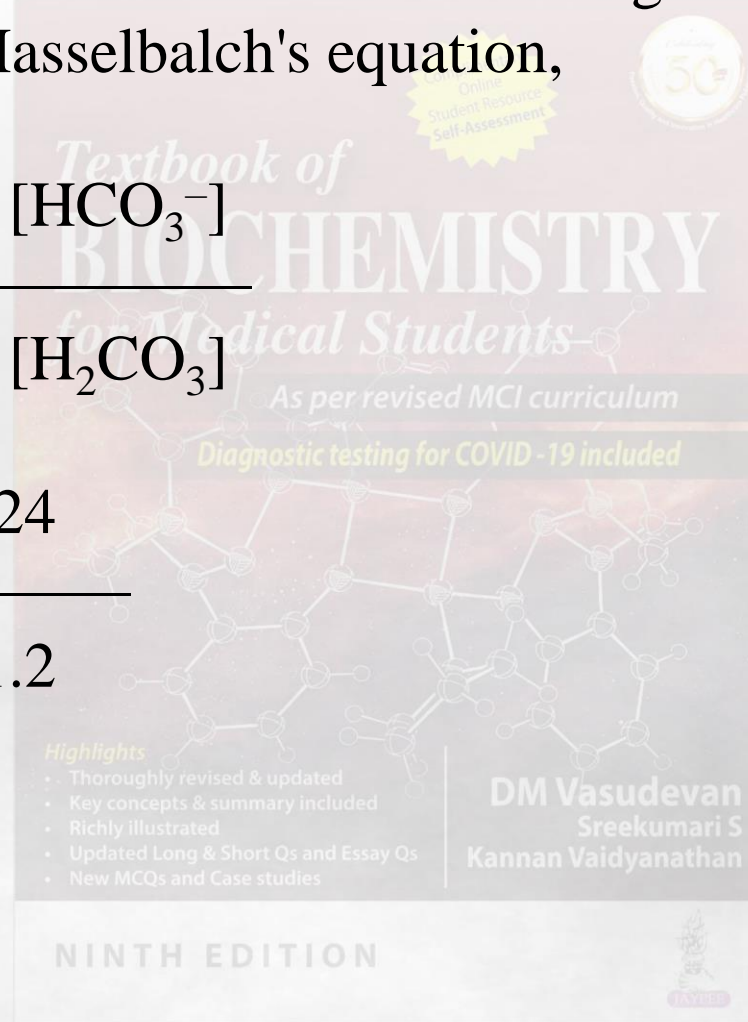 Hasselbalch's equation,
[HCO₃⁻]
[H₂CO₃]
24
.2
Celebrating
50
Online
Student Resource
Self-Assessment
Textbook of
BIOCHEMISTRY
for Medical Students
As per revised MCI curriculum
Diagnostic testing for COVID -19 included
Highlights
• Thoroughly revised & updated
• Key concepts & summary included
• Richly illustrated
• Updated Long & Short Qs and Essay Qs
• New MCQs and Case studies
DM Vasudevan
Sreekumari S
Kannan Vaidyanathan
NINTH EDITION
JAYPEE